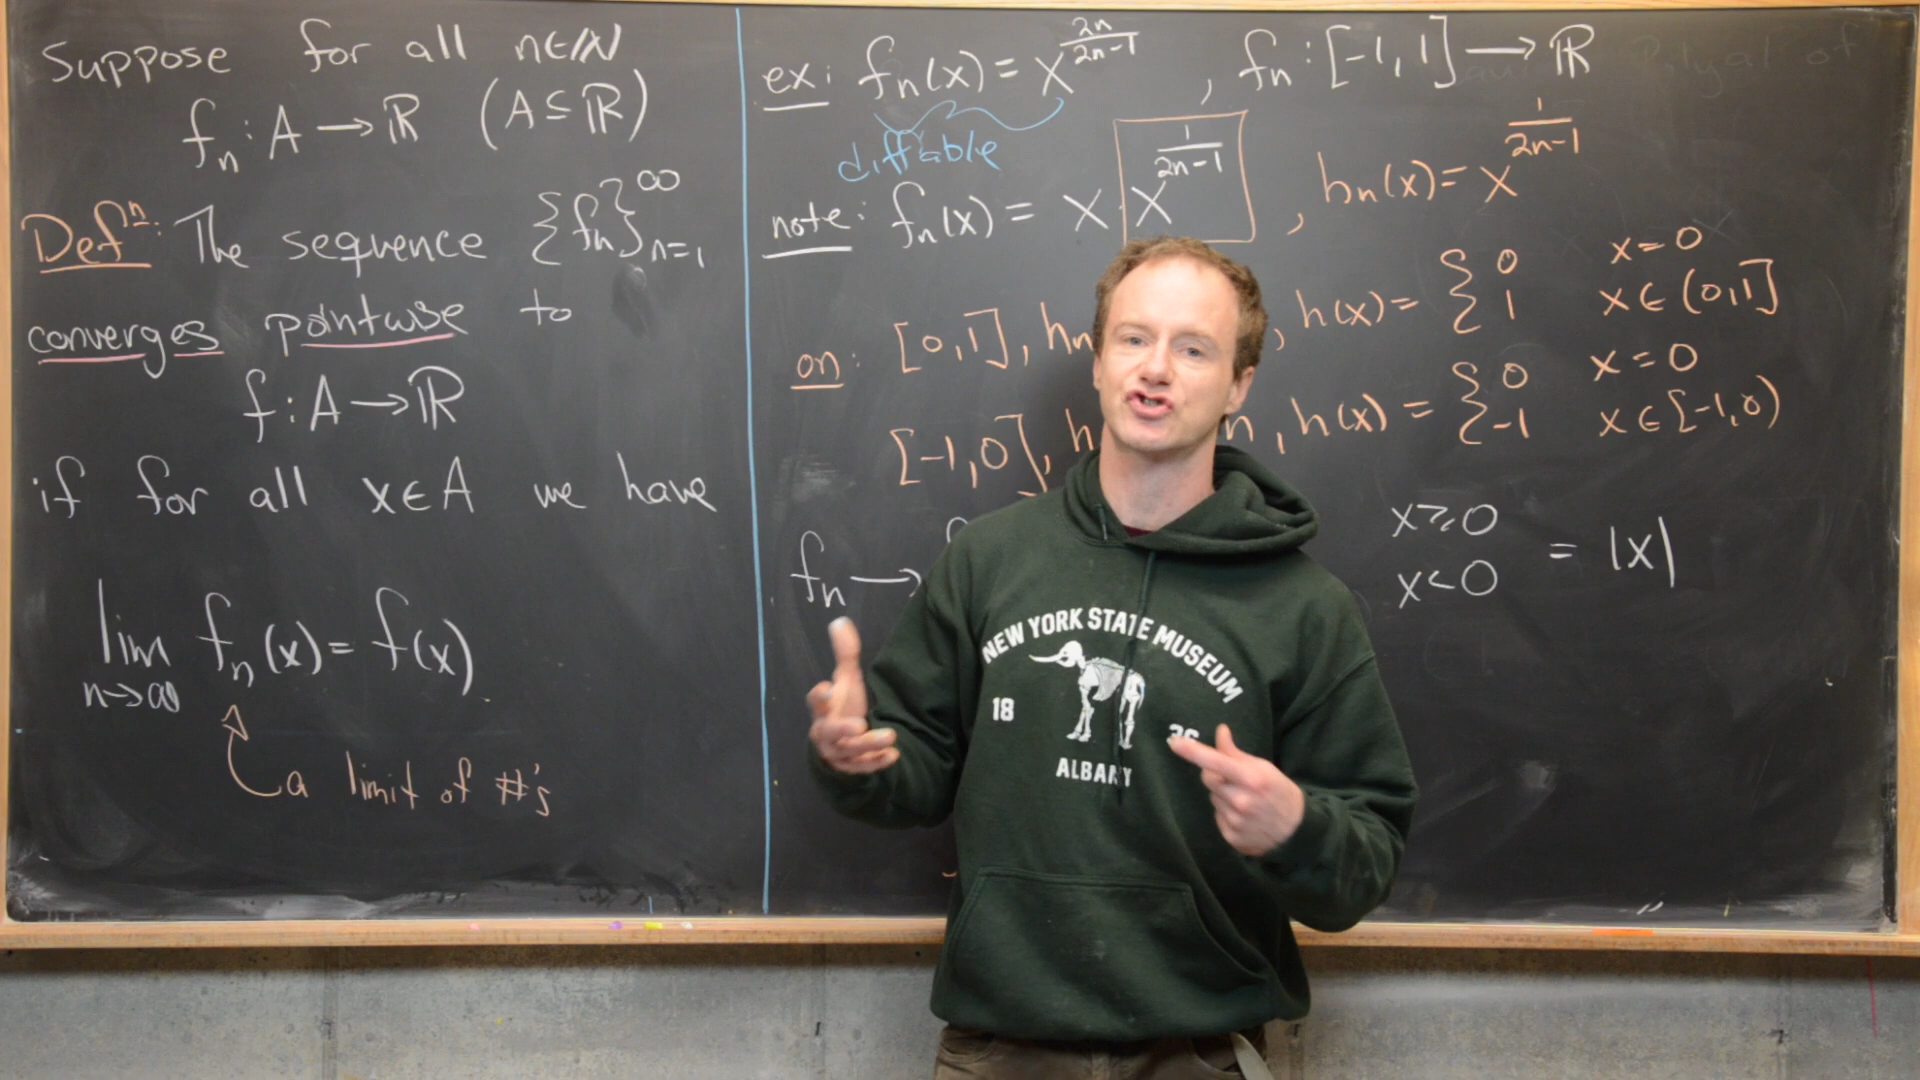 Suppose for all n∈ℕ
fₙ : A → ℝ (A ⊆ ℝ)
Defⁿ: The sequence {fₙ}ₙ₌₁^∞
converges pointwise to
f : A → ℝ
if for all x∈A we have
lim fₙ(x) = f(x).
n→∞
a limit of #'s
ex: fₙ(x) = x^(2n/(2n-1)) , fₙ : [-1,1] → ℝ
diff'able
note: fₙ(x) = x · x^(1/(2n-1)) , hₙ(x) = x^(1/(2n-1))
on: [0,1], hₙ , h(x) = { 0 x=0
1 x∈(0,1]
[-1,0], h n, h(x) = { 0 x=0
-1 x∈[-1,0)
fₙ → x≥0
x<0 = |x|
NEW YORK STATE MUSEUM
18 36
ALBANY